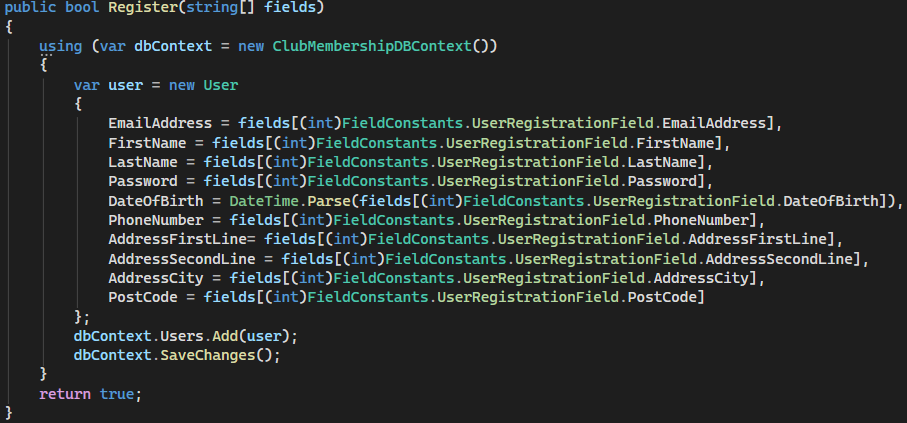 public bool Register(string[] fields)
{
    using (var dbContext = new ClubMembershipDBContext())
    {
        var user = new User
        {
            EmailAddress = fields[(int)FieldConstants.UserRegistrationField.EmailAddress],
            FirstName = fields[(int)FieldConstants.UserRegistrationField.FirstName],
            LastName = fields[(int)FieldConstants.UserRegistrationField.LastName],
            Password = fields[(int)FieldConstants.UserRegistrationField.Password],
            DateOfBirth = DateTime.Parse(fields[(int)FieldConstants.UserRegistrationField.DateOfBirth]),
            PhoneNumber = fields[(int)FieldConstants.UserRegistrationField.PhoneNumber],
            AddressFirstLine= fields[(int)FieldConstants.UserRegistrationField.AddressFirstLine],
            AddressSecondLine = fields[(int)FieldConstants.UserRegistrationField.AddressSecondLine],
            AddressCity = fields[(int)FieldConstants.UserRegistrationField.AddressCity],
            PostCode = fields[(int)FieldConstants.UserRegistrationField.PostCode]
        };
        dbContext.Users.Add(user);
        dbContext.SaveChanges();
    }
    return true;
}